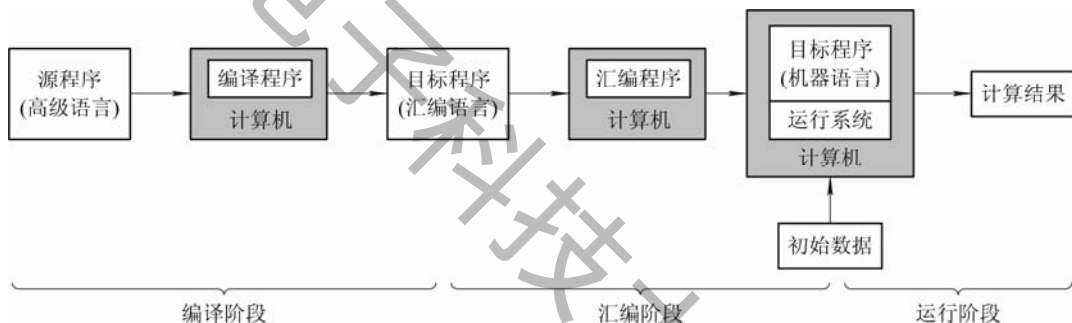 源程序
(高级语言)
编译程序
计算机
目标程序
(汇编语言)
汇编程序
计算机
目标程序
(机器语言)
运行系统
计算机
计算结果
初始数据
编译阶段
汇编阶段
运行阶段
子科技